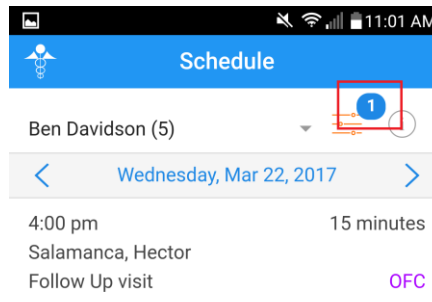 11:01 AM
Schedule
1
Ben Davidson (5)
Wednesday, Mar 22, 2017
4:00 pm 15 minutes
Salamanca, Hector
Follow Up visit OFC